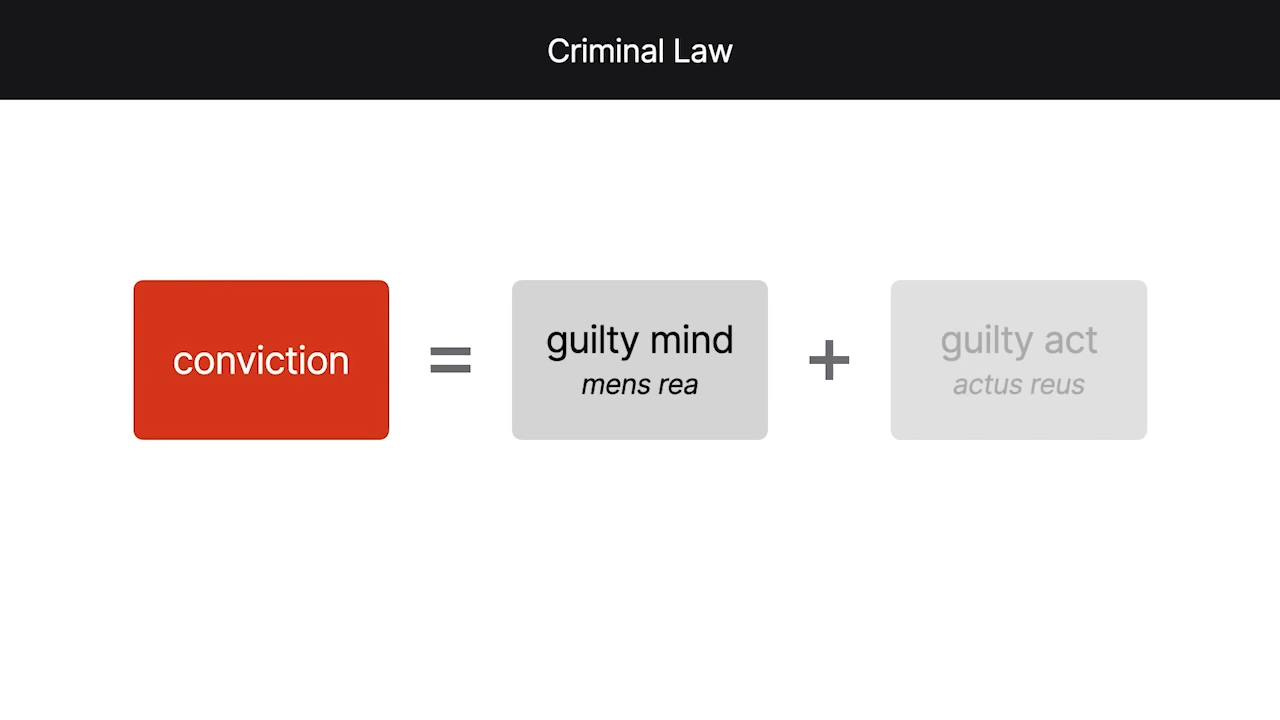 Criminal Law
conviction
=
guilty mind
mens rea
+
guilty act
actus reus